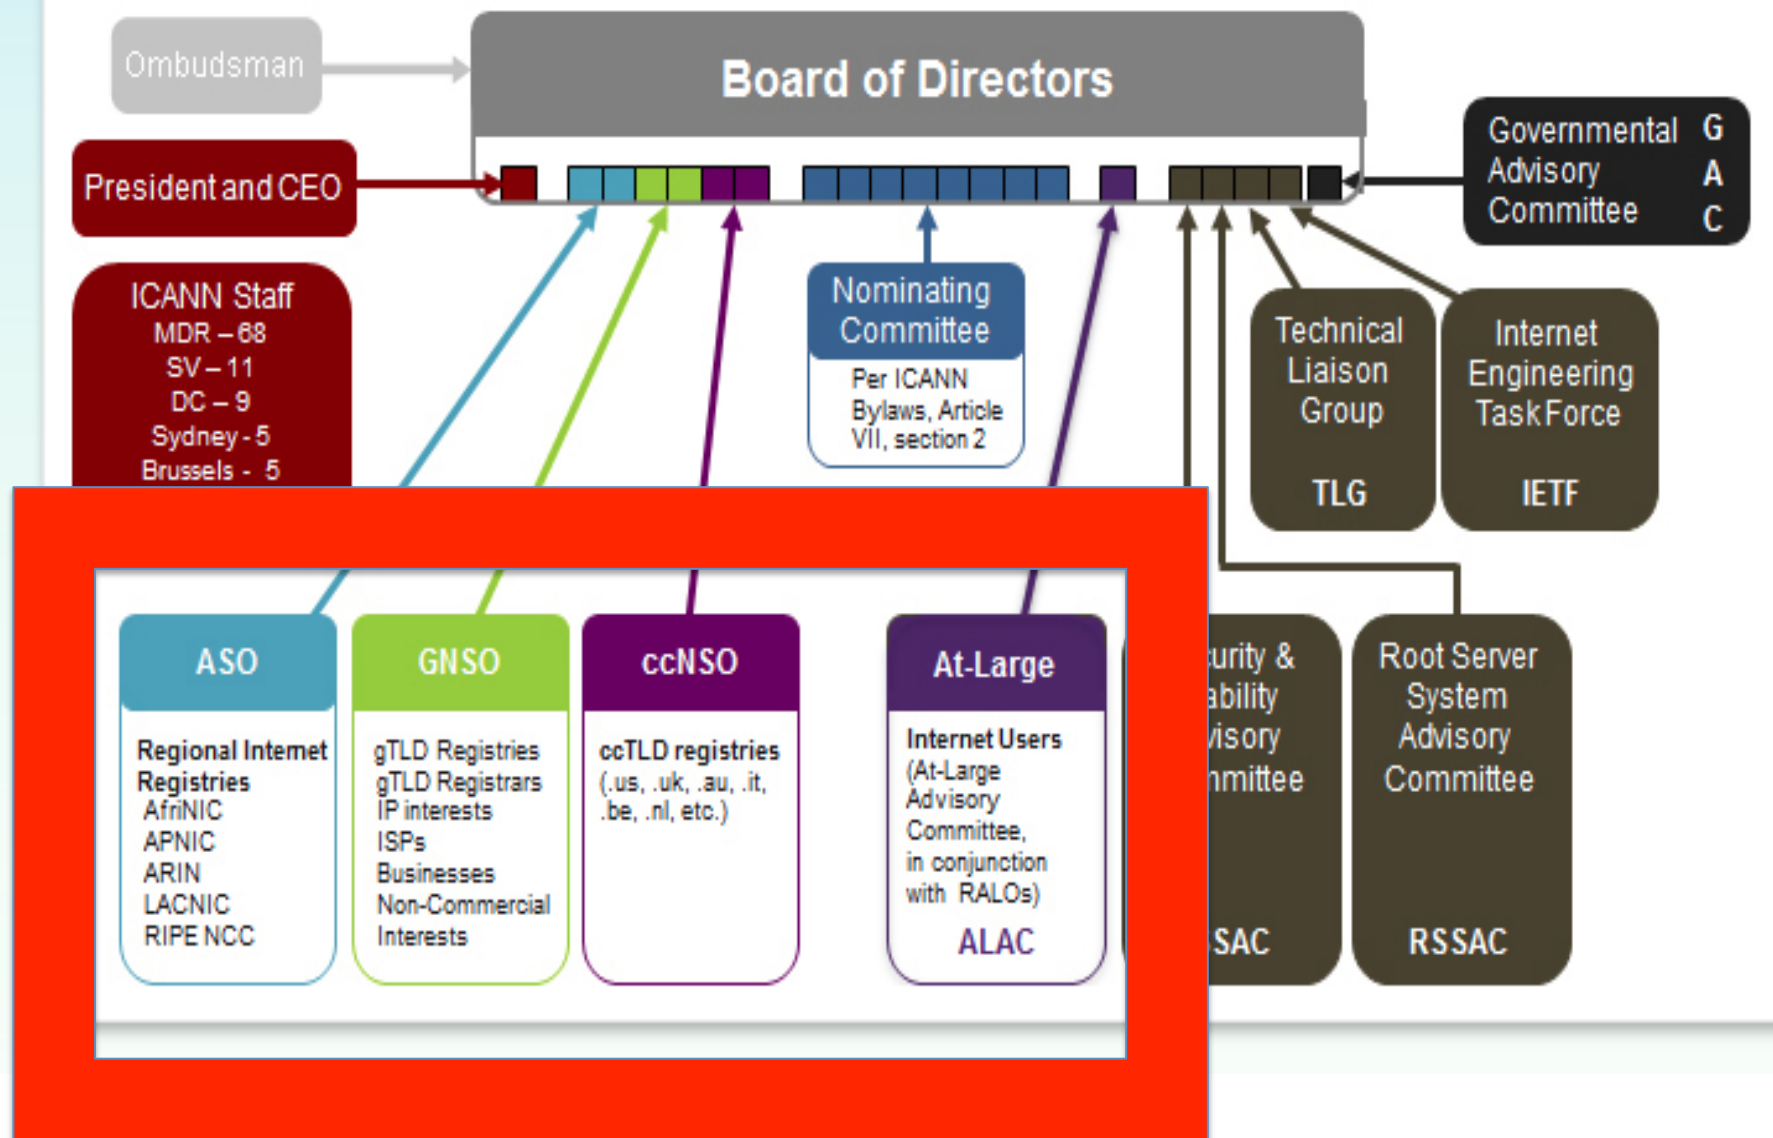 Ombudsman
Board of Directors
President and CEO
Governmental
Advisory
Committee
G
A
C
ICANN Staff
MDR – 68
SV – 11
DC – 9
Sydney - 5
Brussels - 5
Nominating
Committee
Per ICANN
Bylaws, Article
VII, section 2
Technical
Liaison
Group
TLG
Internet
Engineering
Task Force
IETF
ASO
Regional Internet
Registries
AfriNIC
APNIC
ARIN
LACNIC
RIPE NCC
GNSO
gTLD Registries
gTLD Registrars
IP interests
ISPs
Businesses
Non-Commercial
Interests
ccNSO
ccTLD registries
(.us, .uk, .au, .it,
.be, .nl, etc.)
At-Large
Internet Users
(At-Large
Advisory
Committee,
in conjunction
with RALOs)
ALAC
urity &
ability
visory
mmittee
SAC
Root Server
System
Advisory
Committee
RSSAC